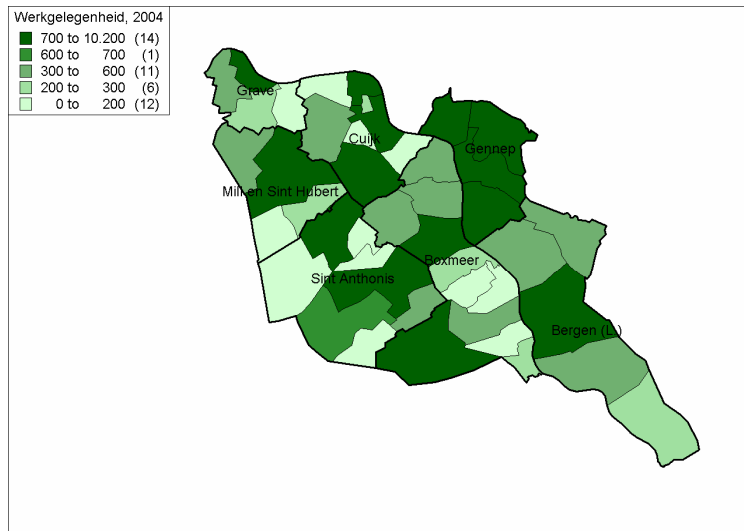 Werkgelegenheid, 2004
700 to 10.200 (14)
600 to 700 (1)
300 to 600 (11)
200 to 300 (6)
0 to 200 (12)
Grave
Cuijk
Gennep
Mill en Sint Hubert
Boxmeer
Sint Anthonis
Bergen (L.)